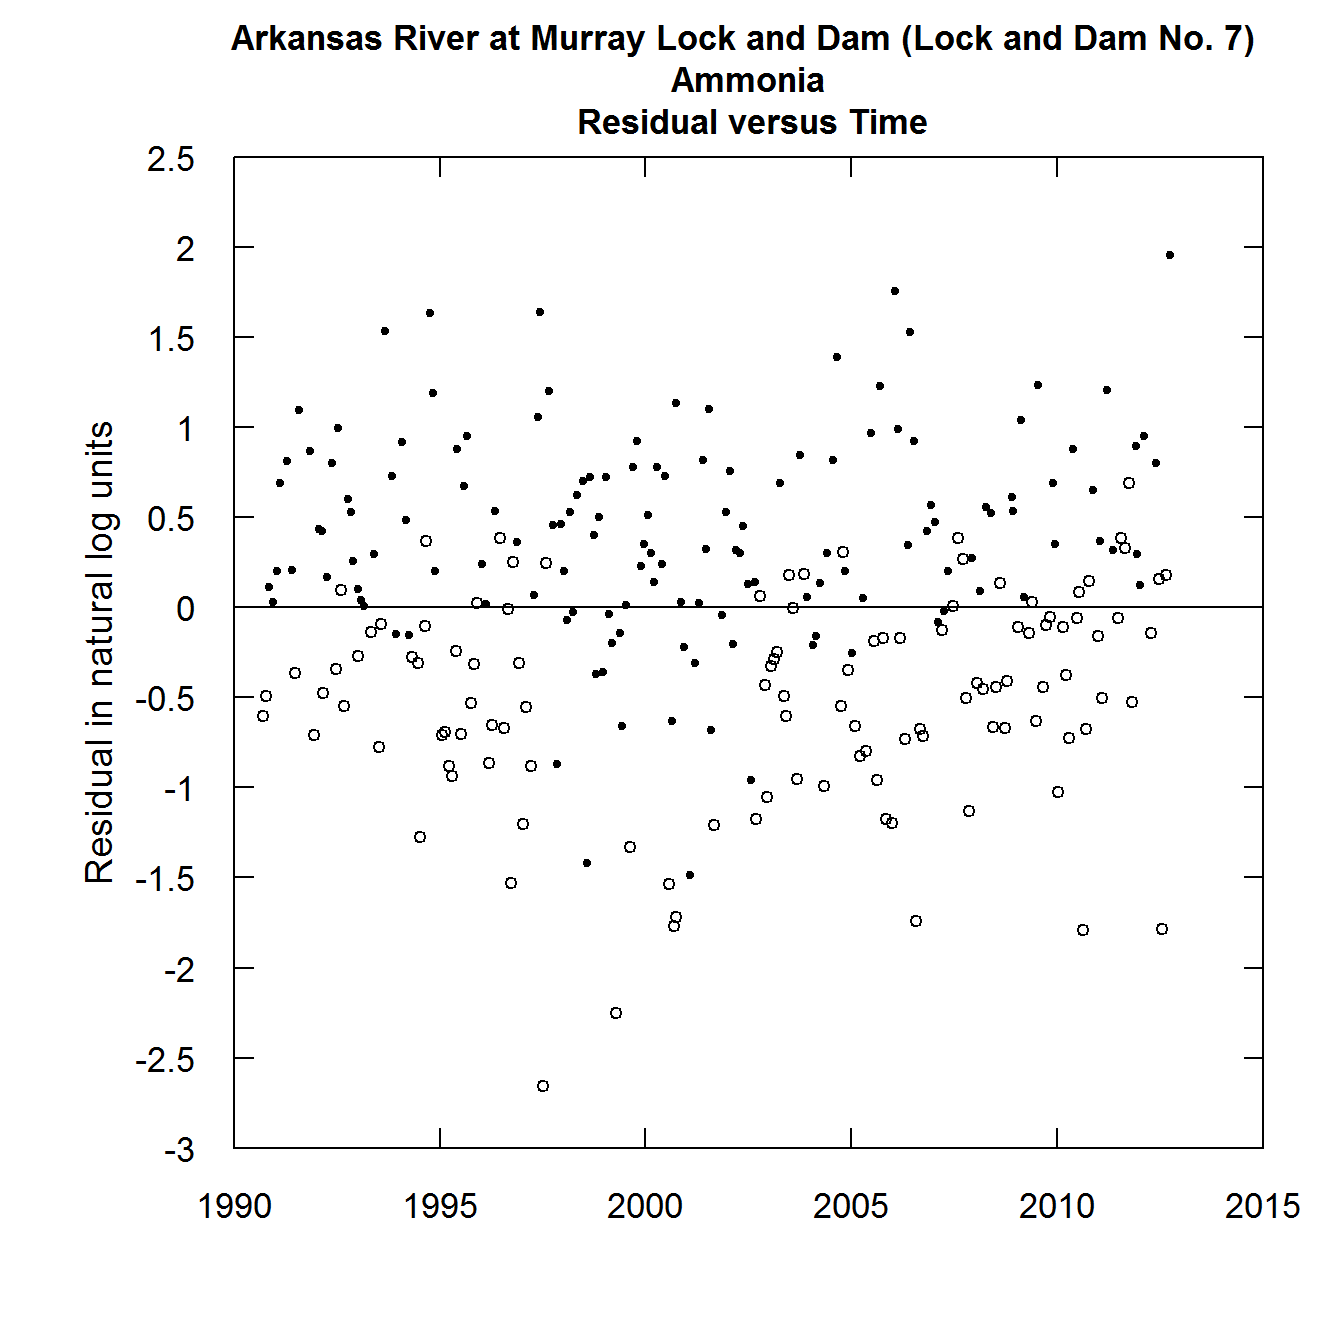 Arkansas River at Murray Lock and Dam (Lock and Dam No. 7)
Ammonia
Residual versus Time
2.5
2
1.5
1
0.5
0
-0.5
-1
-1.5
-2
-2.5
-3
Residual in natural log units
1990 1995 2000 2005 2010 2015